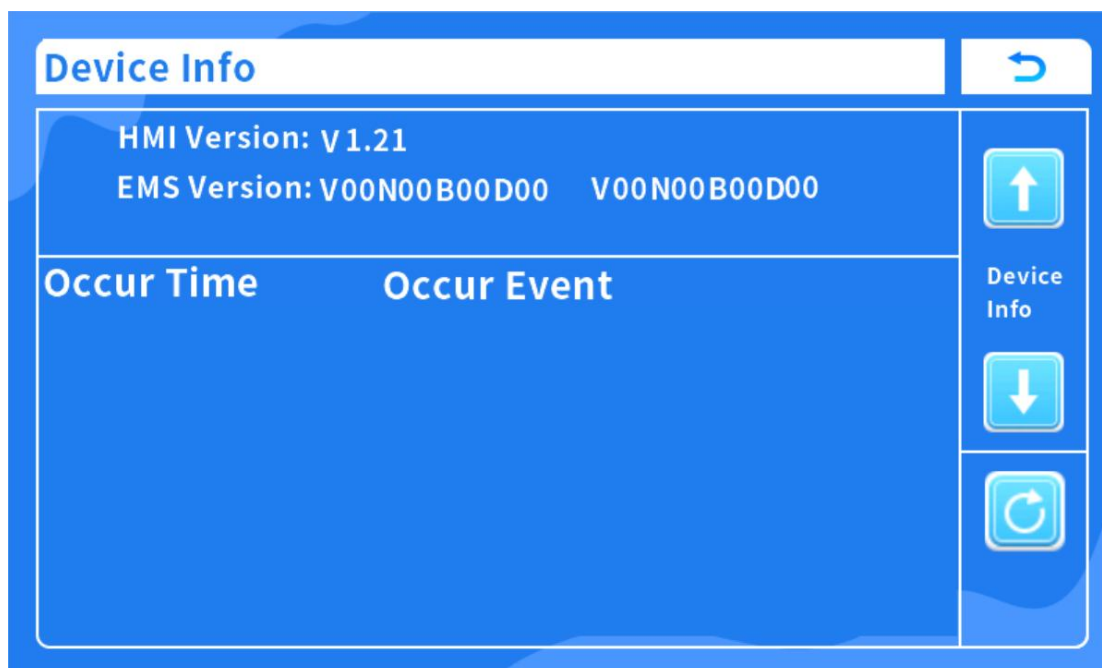 Device Info
HMI Version: V1.21
EMS Version: V00N00B00D00 V00N00B00D00
Occur Time Occur Event
Device
Info